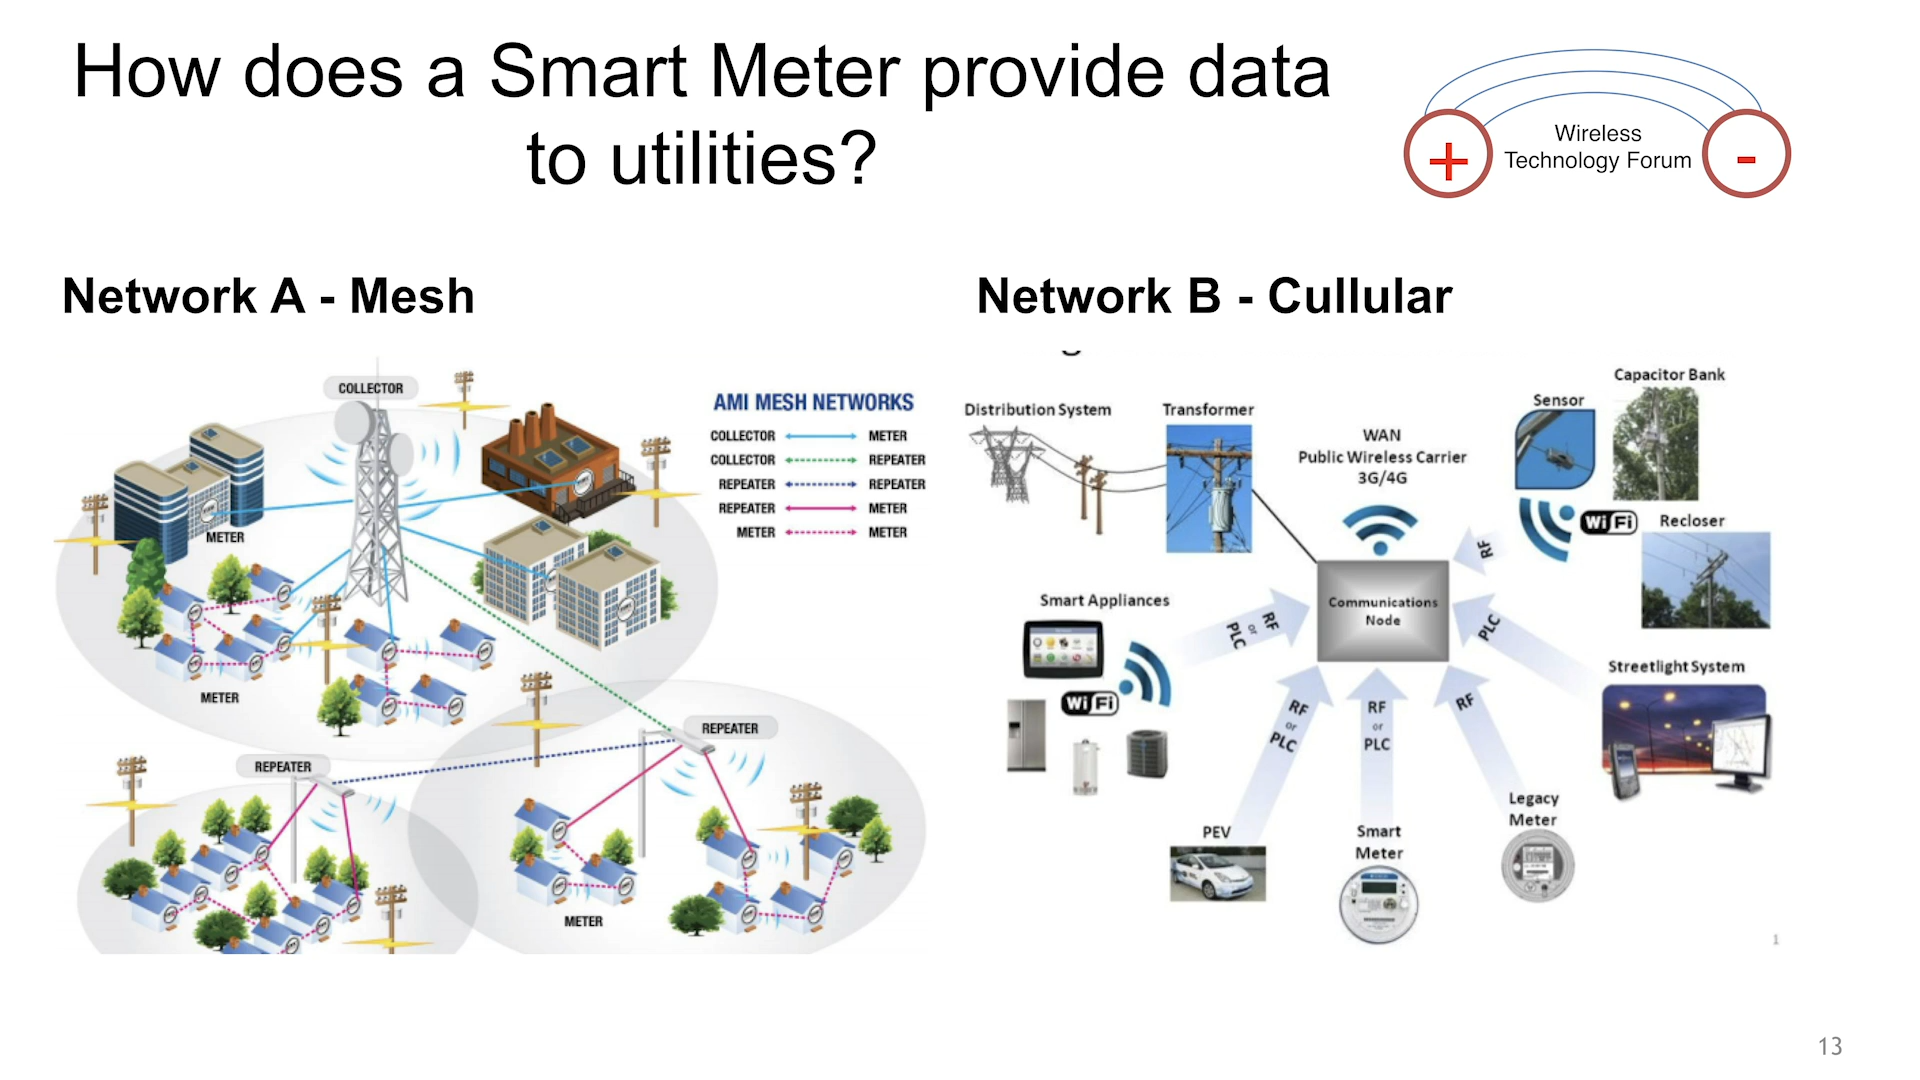 How does a Smart Meter provide data
to utilities?
+
Wireless
Technology Forum
-
Network A - Mesh
Network B - Cullular
COLLECTOR
AMI MESH NETWORKS
COLLECTOR METER
COLLECTOR REPEATER
REPEATER REPEATER
REPEATER METER
METER METER
METER
METER
REPEATER
REPEATER
METER
Distribution System
Transformer
WAN
Public Wireless Carrier
3G/4G
Sensor
Capacitor Bank
WiFi
Recloser
RF
Communications
Node
Smart Appliances
WiFi
RF
or
PLC
PLC
Streetlight System
RF
or
PLC
RF
or
PLC
RF
PEV
Smart
Meter
Legacy
Meter
1
13